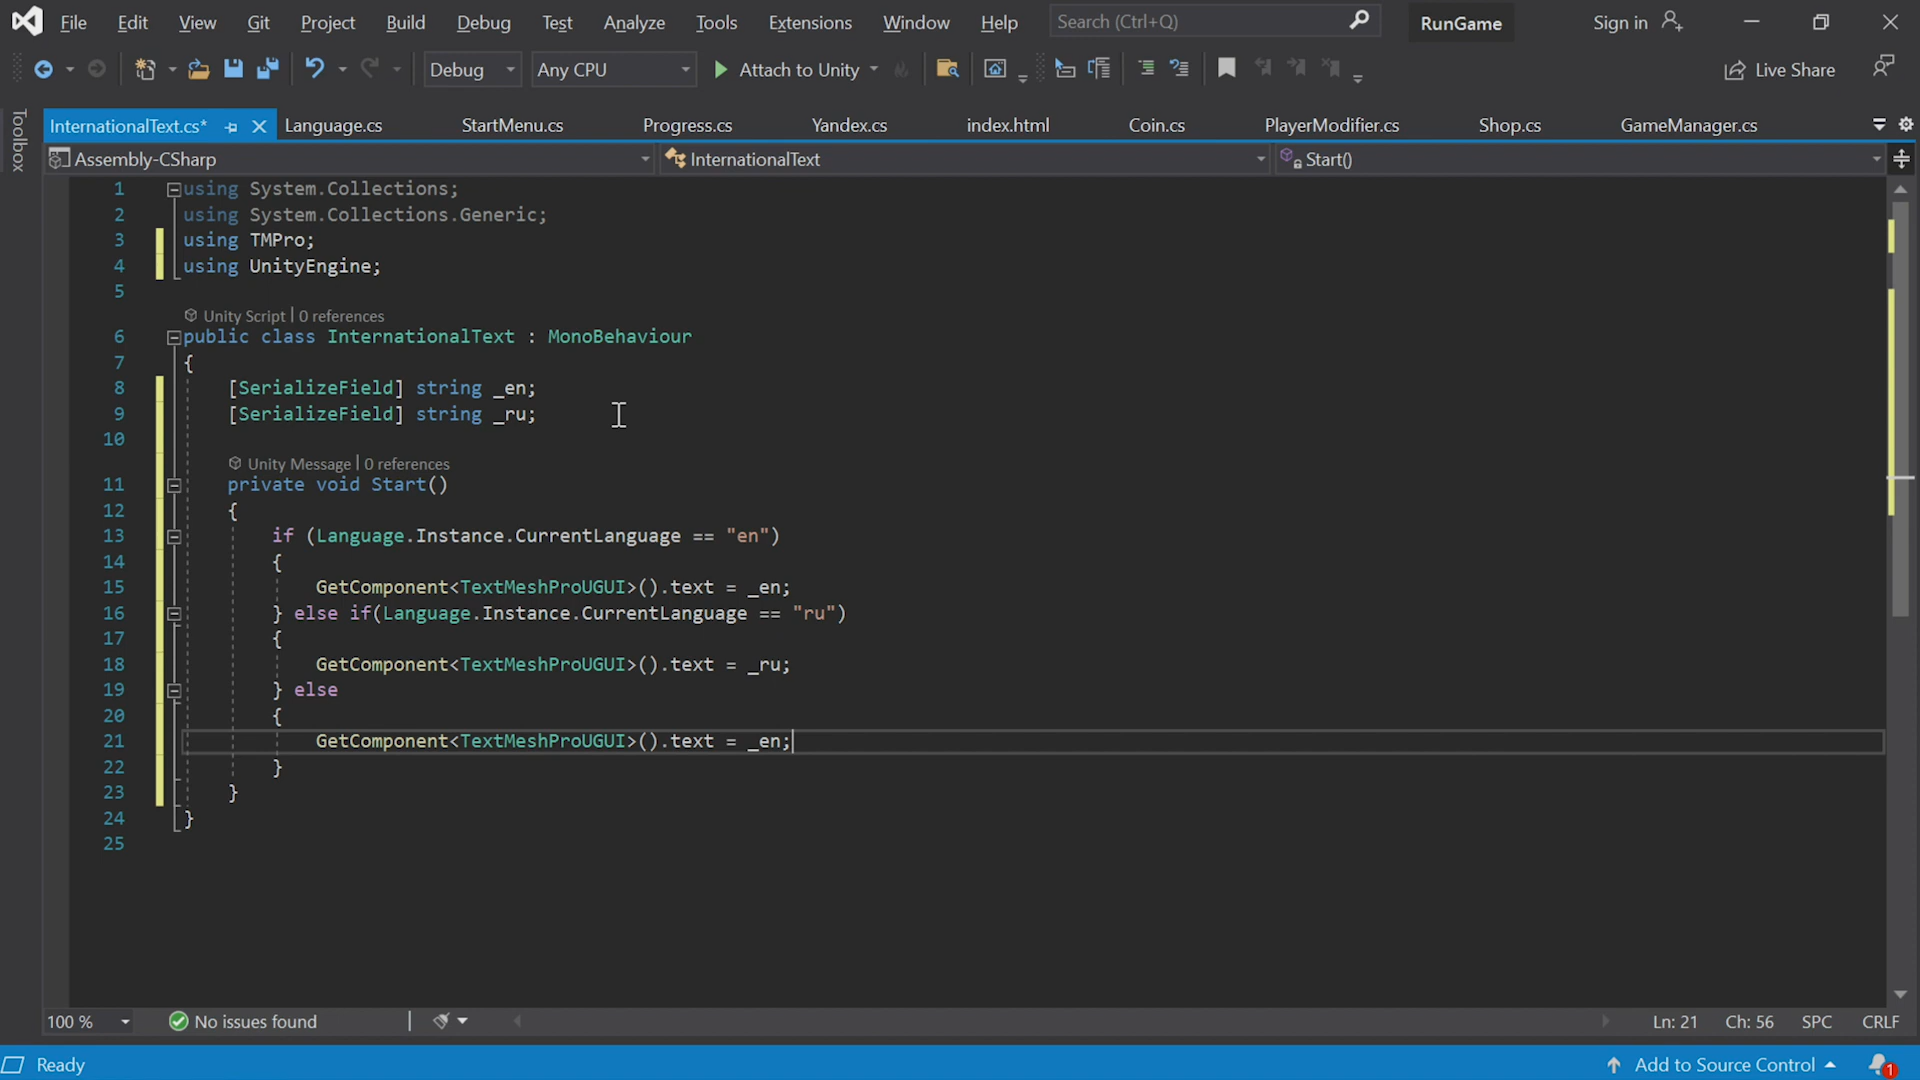 File Edit View Git Project Build Debug Test Analyze Tools Extensions Window Help Search (Ctrl+Q) RunGame Sign in
Debug Any CPU Attach to Unity Live Share
Toolbox
InternationalText.cs* Language.cs StartMenu.cs Progress.cs Yandex.cs index.html Coin.cs PlayerModifier.cs Shop.cs GameManager.cs
Assembly-CSharp InternationalText Start()
1 using System.Collections;
2 using System.Collections.Generic;
3 using TMPro;
4 using UnityEngine;
5
Unity Script | 0 references
6 public class InternationalText : MonoBehaviour
7 {
8 [SerializeField] string _en;
9 [SerializeField] string _ru;
10
Unity Message | 0 references
11 private void Start()
12 {
13 if (Language.Instance.CurrentLanguage == "en")
14 {
15 GetComponent<TextMeshProUGUI>().text = _en;
16 } else if(Language.Instance.CurrentLanguage == "ru")
17 {
18 GetComponent<TextMeshProUGUI>().text = _ru;
19 } else
20 {
21 GetComponent<TextMeshProUGUI>().text = _en;
22 }
23 }
24 }
25
100 % No issues found Ln: 21 Ch: 56 SPC CRLF
Ready Add to Source Control 1